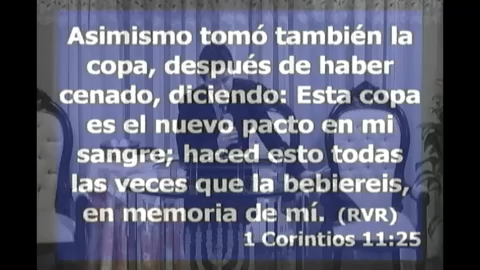 Asimismo tomó también la
copa, después de haber
cenado, diciendo: Esta copa
es el nuevo pacto en mi
sangre; haced esto todas
las veces que la bebiereis,
en memoria de mí. (RVR)
1 Corintios 11:25